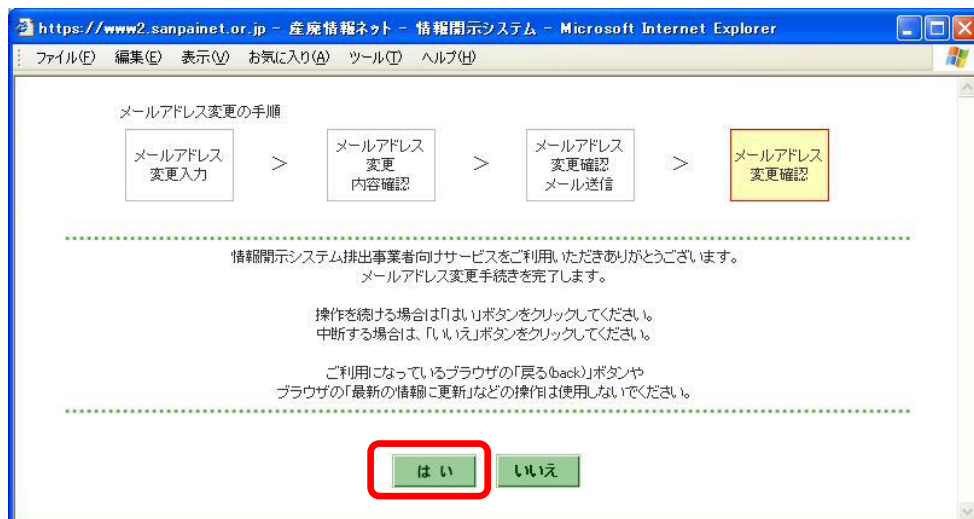 https://www2.sanpainet.or.jp - 産廃情報ネット - 情報開示システム - Microsoft Internet Explorer
ファイル(F) 編集(E) 表示(V) お気に入り(A) ツール(T) ヘルプ(H)
メールアドレス変更の手順
メールアドレス
変更入力
>
メールアドレス
変更
内容確認
>
メールアドレス
変更確認
メール送信
>
メールアドレス
変更確認
情報開示システム排出事業者向けサービスをご利用いただきありがとうございます。
メールアドレス変更手続きを完了します。
操作を続ける場合は「はい」ボタンをクリックしてください。
中断する場合は、「いいえ」ボタンをクリックしてください。
ご利用になっているブラウザの「戻る(back)」ボタンや
ブラウザの「最新の情報に更新」などの操作は使用しないでください。
はい いいえ